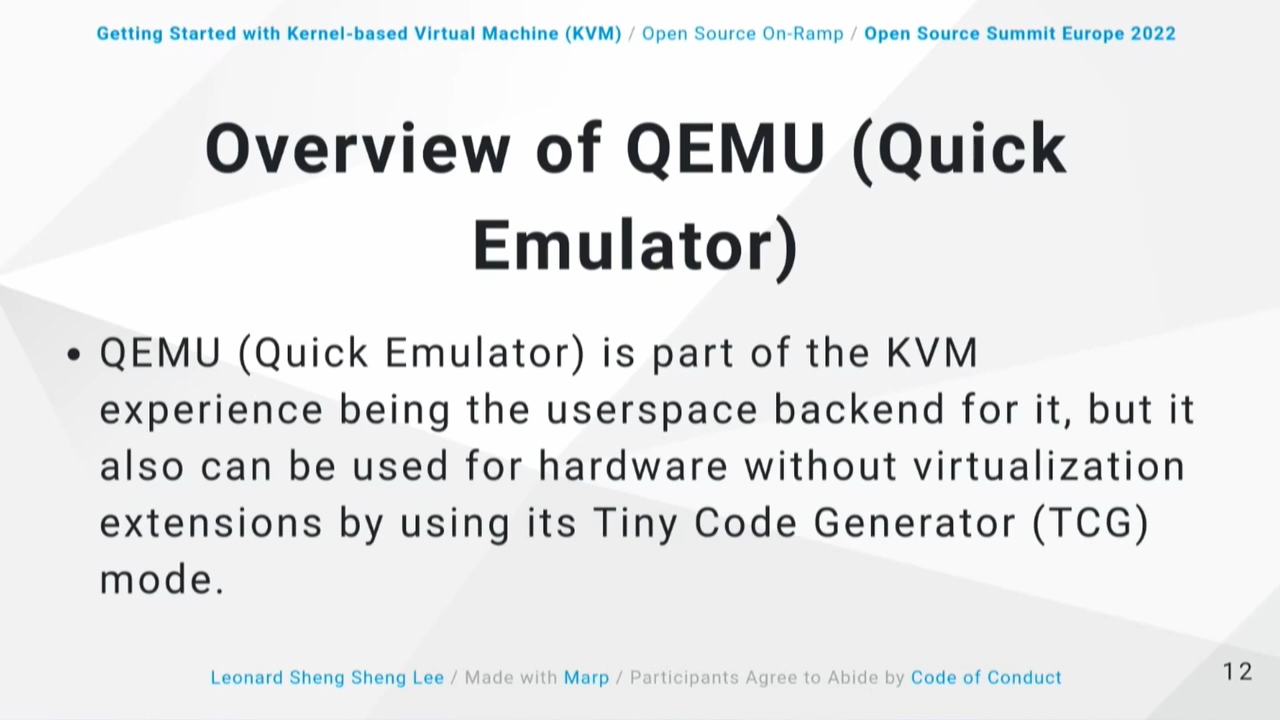 Getting Started with Kernel-based Virtual Machine (KVM) / Open Source On-Ramp / Open Source Summit Europe 2022
Overview of QEMU (Quick
Emulator)
• QEMU (Quick Emulator) is part of the KVM
experience being the userspace backend for it, but it
also can be used for hardware without virtualization
extensions by using its Tiny Code Generator (TCG)
mode.
Leonard Sheng Sheng Lee / Made with Marp / Participants Agree to Abide by Code of Conduct
12